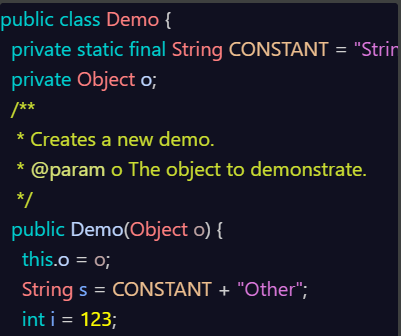 public class Demo {
private static final String CONSTANT = "Strin
private Object o;
/**
* Creates a new demo.
* @param o The object to demonstrate.
*/
public Demo(Object o) {
this.o = o;
String s = CONSTANT + "Other";
int i = 123;